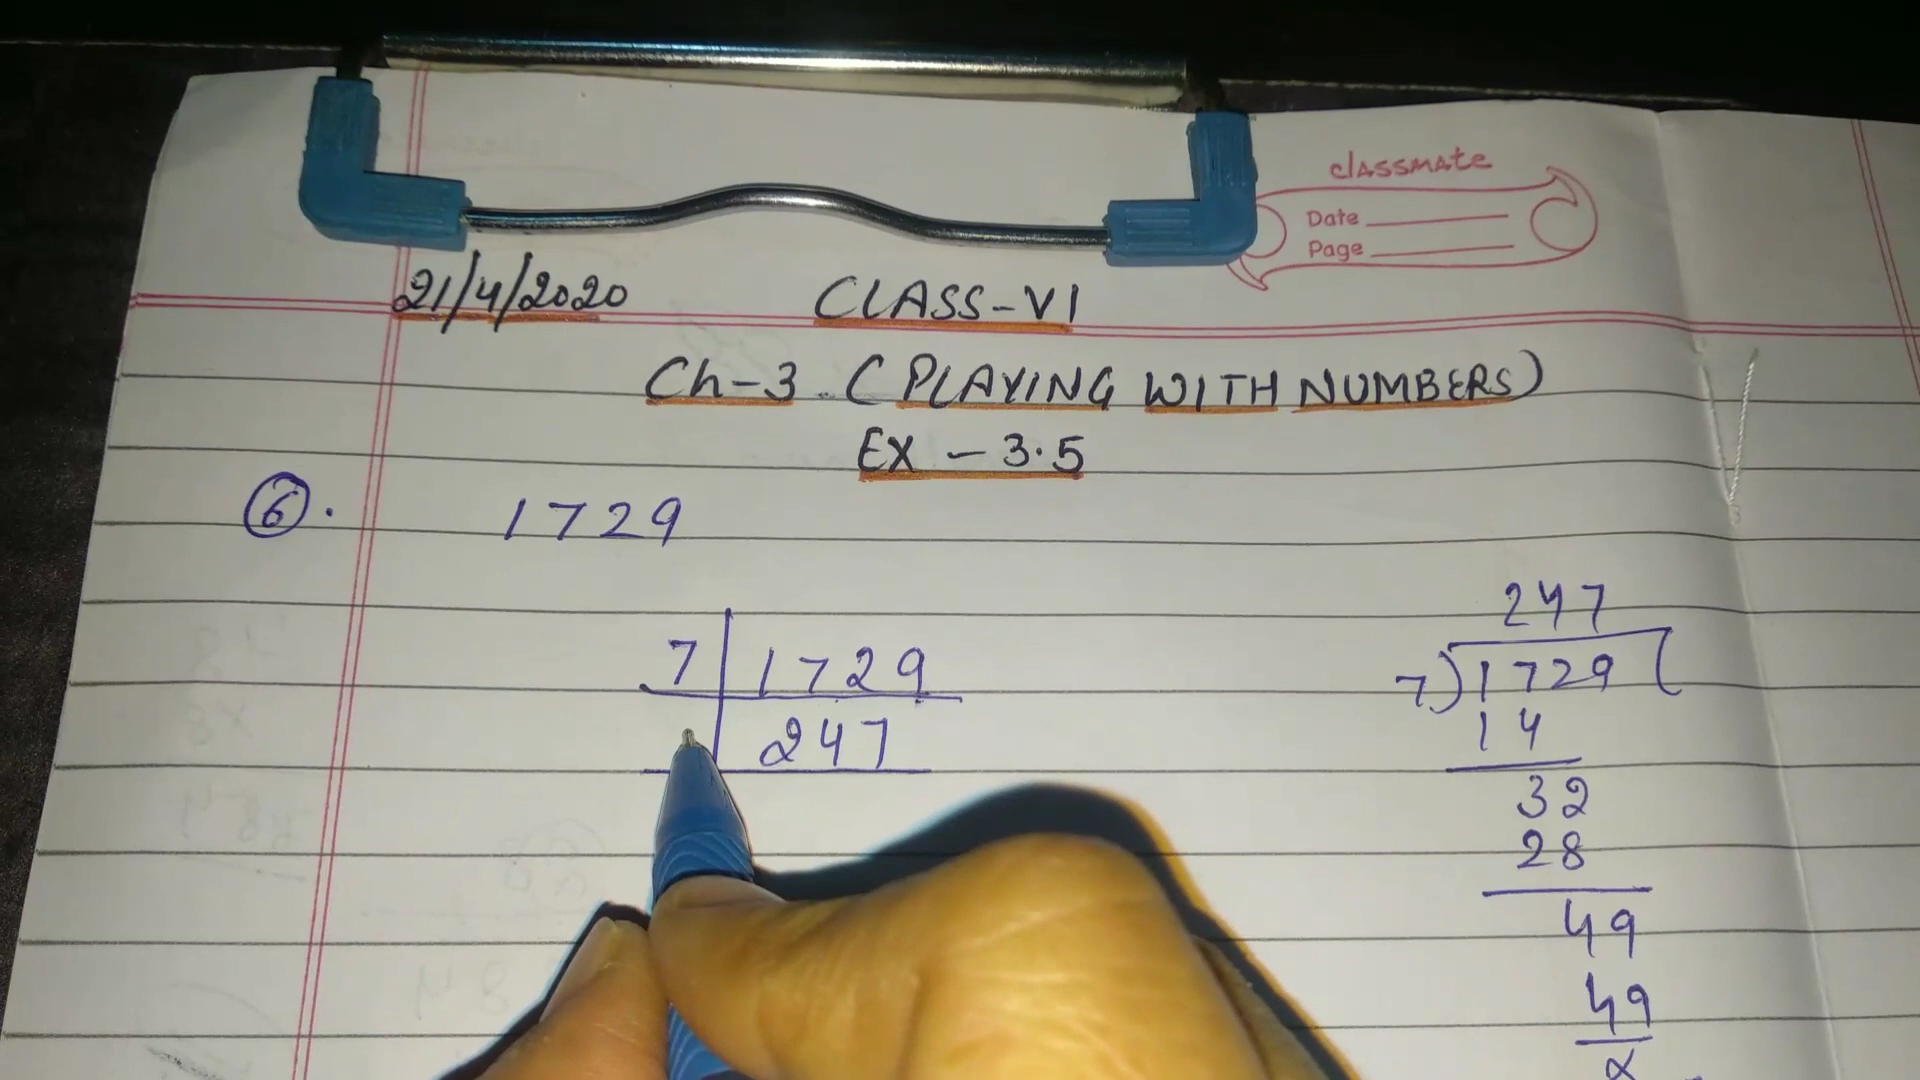 classmate
Date
Page
21/4/2020 CLASS-VI
Ch-3. (PLAYING WITH NUMBERS)
EX - 3.5
6. 1729
7 | 1729
247
247
7)1729(
14
32
28
49
49
x